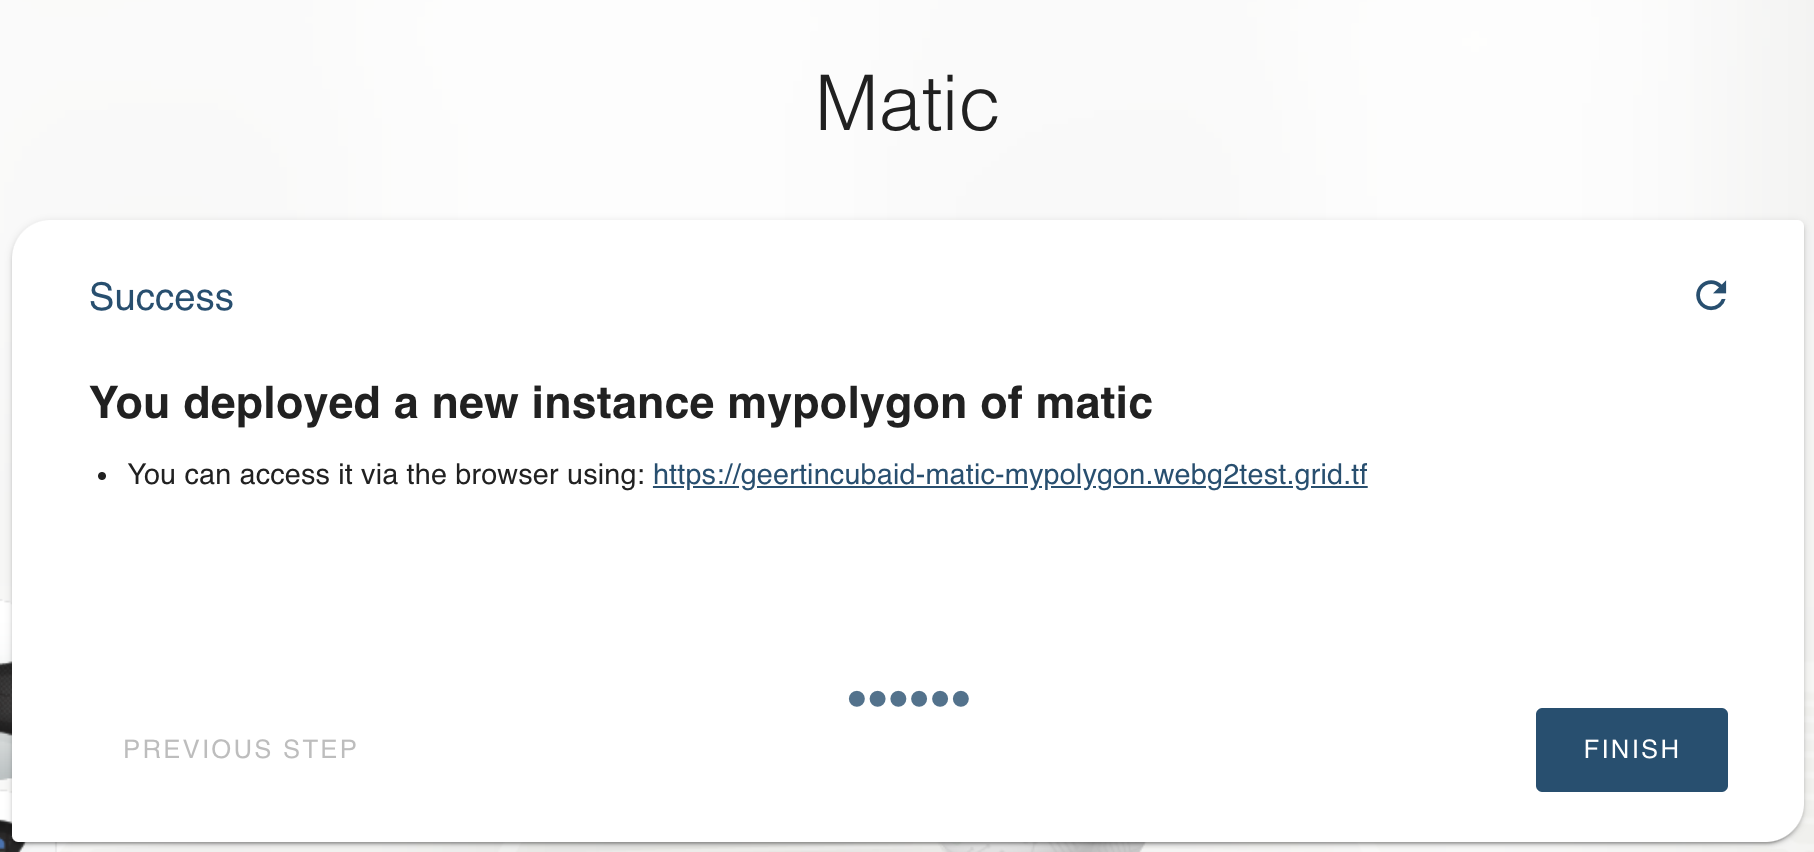 Matic
Success
You deployed a new instance mypolygon of matic
You can access it via the browser using: https://geertincubaid-matic-mypolygon.webg2test.grid.tf
PREVIOUS STEP
FINISH